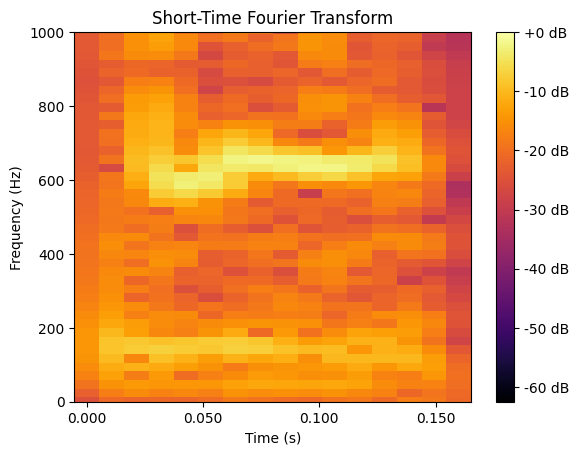 Short-Time Fourier Transform
Frequency (Hz)
1000
800
600
400
200
0
0.000
0.050
0.100
0.150
Time (s)
+0 dB
-10 dB
-20 dB
-30 dB
-40 dB
-50 dB
-60 dB